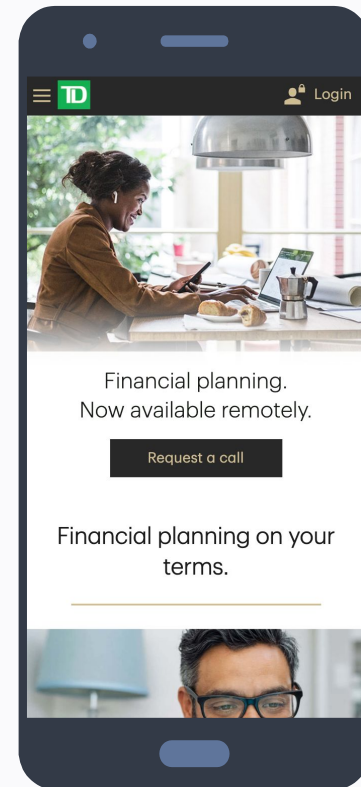 TD
Login
Financial planning.
Now available remotely.
Request a call
Financial planning on your
terms.